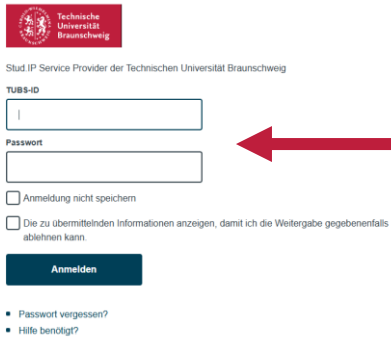 Technische
Universität
Braunschweig
Stud.IP Service Provider der Technischen Universität Braunschweig
TUBS-ID
Passwort
Anmeldung nicht speichern
Die zu übermittelnden Informationen anzeigen, damit ich die Weitergabe gegebenenfalls
ablehnen kann.
Anmelden
Passwort vergessen?
Hilfe benötigt?